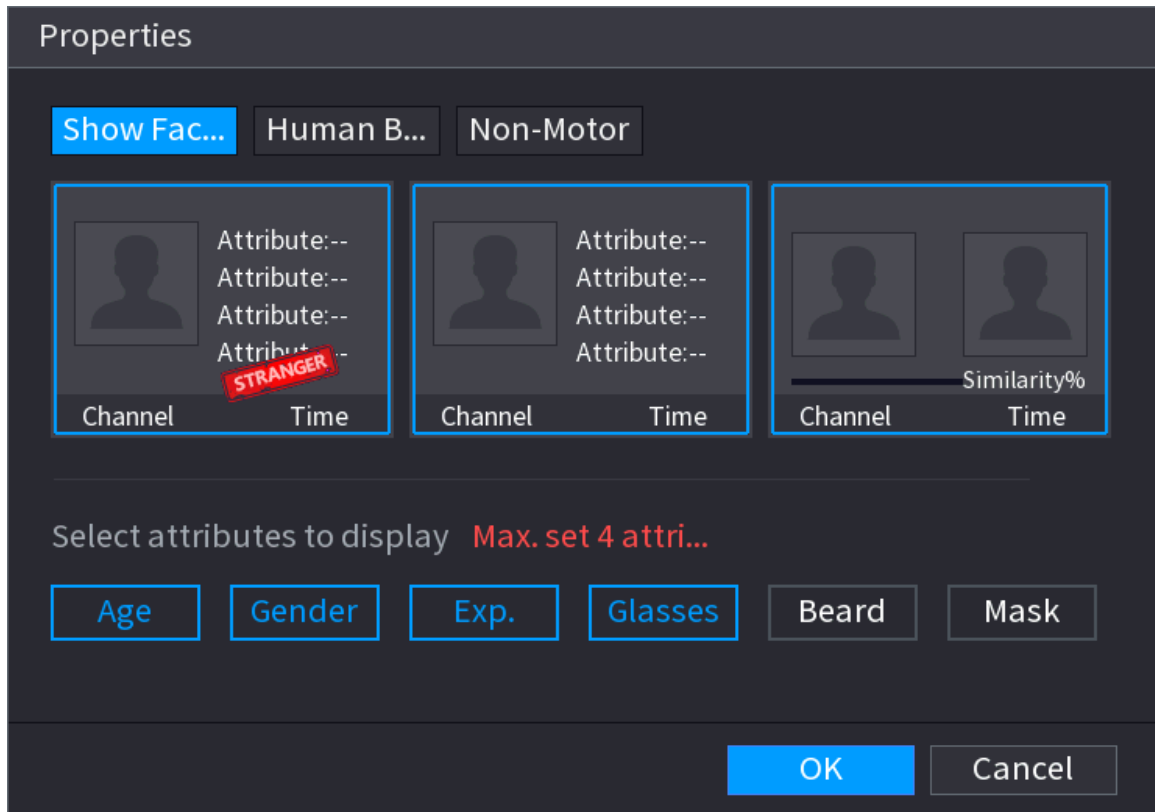 Properties
Show Fac... Human B... Non-Motor
Attribute:-- Attribute:--
Attribute:-- Attribute:--
Attribute:-- Attribute:--
Attribute:--
STRANGER
Similarity%
Channel Time Channel Time Channel Time
Select attributes to display Max. set 4 attri...
Age Gender Exp. Glasses Beard Mask
OK Cancel